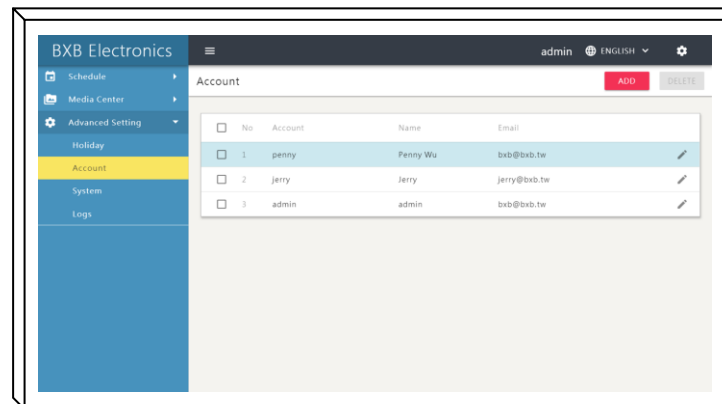 BXB Electronics
admin ENGLISH
Schedule
Media Center
Advanced Setting
Holiday
Account
System
Logs
Account ADD DELETE
No Account Name Email
1 penny Penny Wu bxb@bxb.tw
2 jerry Jerry jerry@bxb.tw
3 admin admin bxb@bxb.tw